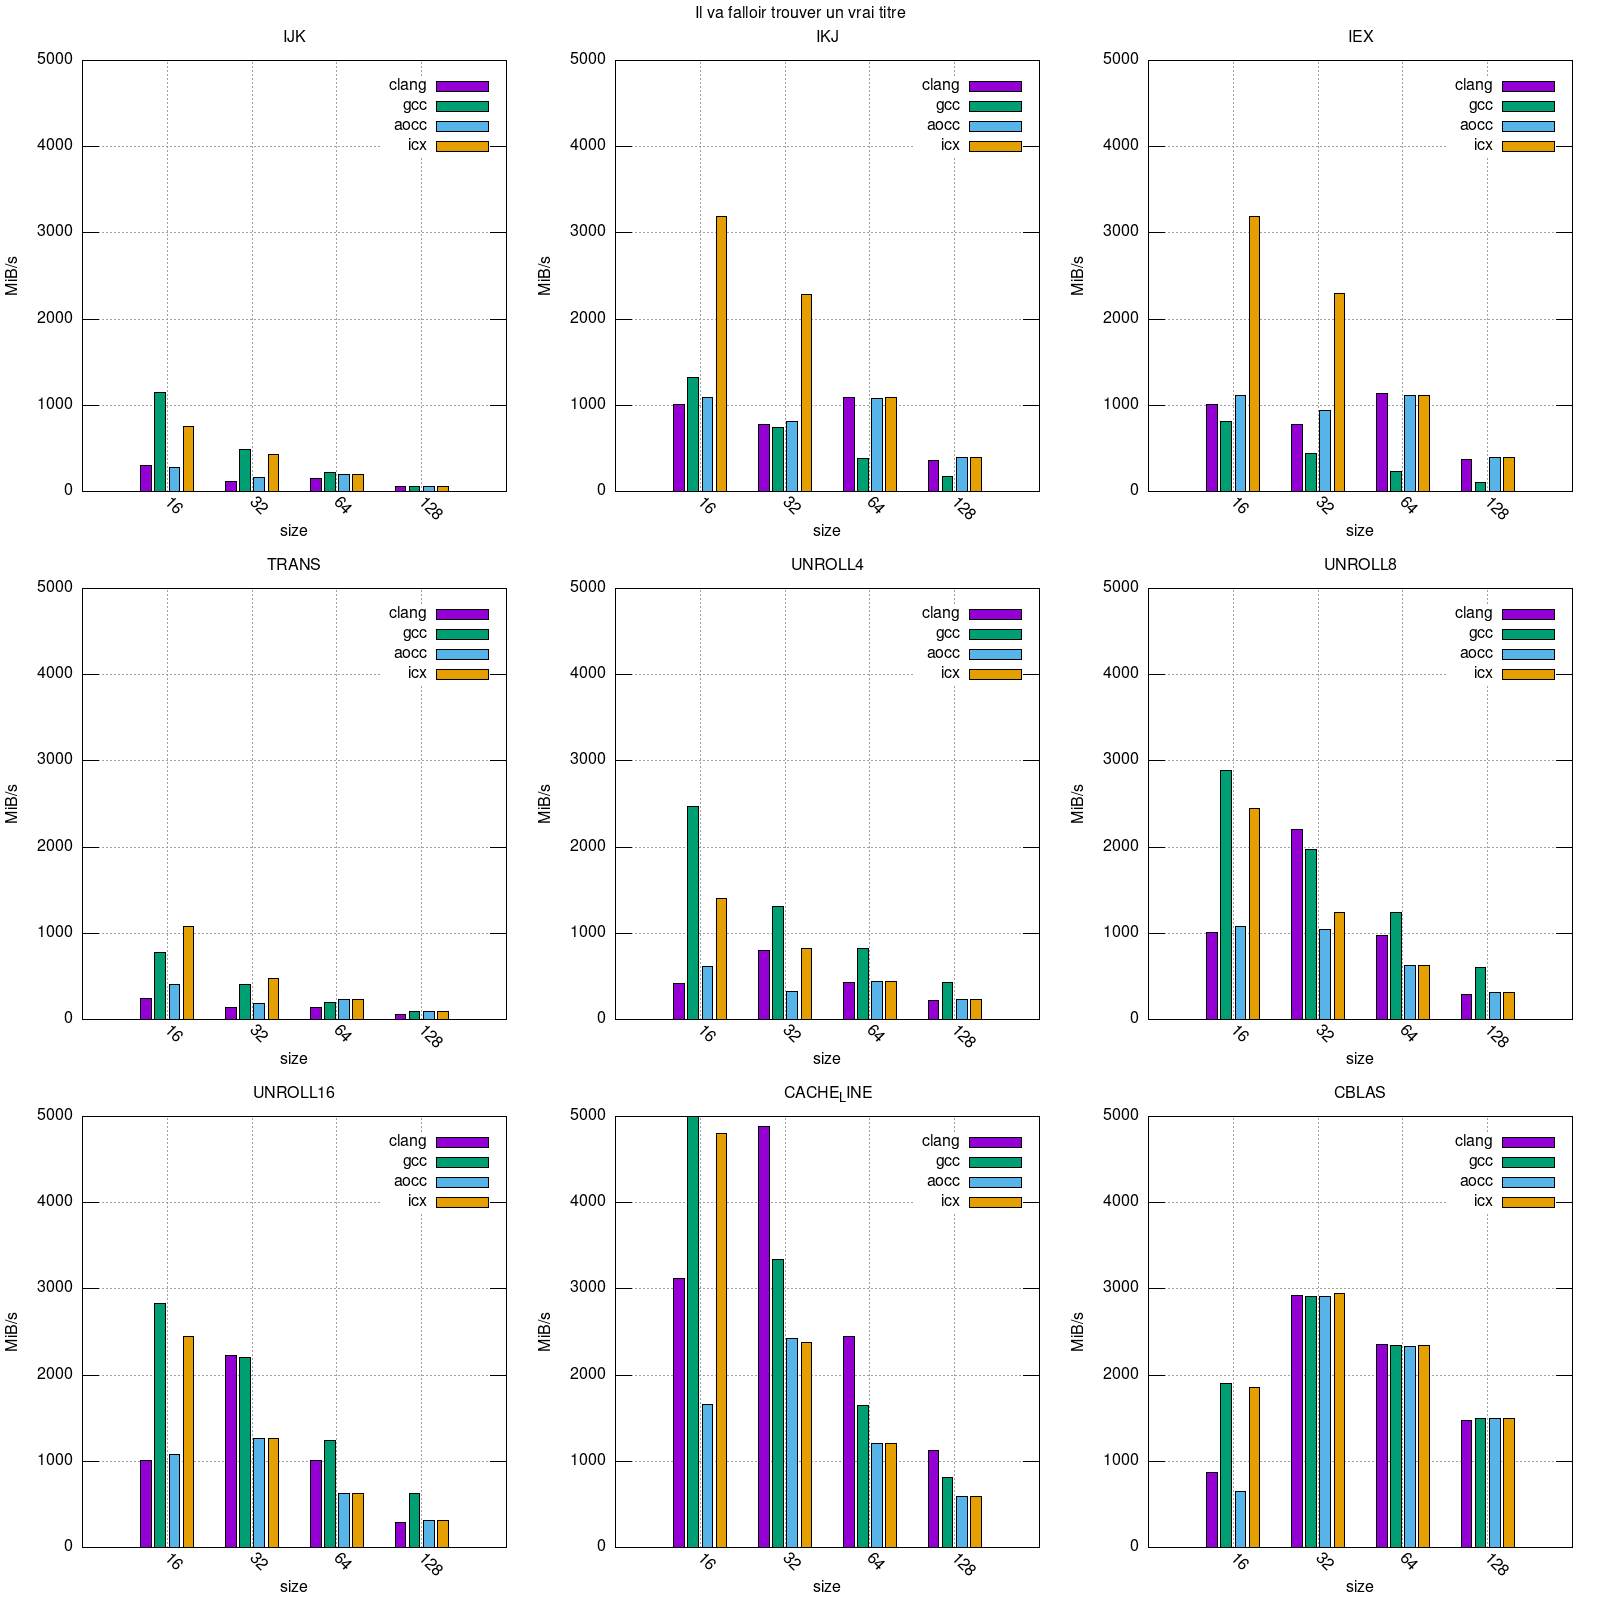 Il va falloir trouver un vrai titre
IJK
5000
4000
3000
2000
1000
0
MiB/s
clang
gcc
aocc
icx
16 32 64 128
size
IKJ
5000
4000
3000
2000
1000
0
MiB/s
clang
gcc
aocc
icx
16 32 64 128
size
IEX
5000
4000
3000
2000
1000
0
MiB/s
clang
gcc
aocc
icx
16 32 64 128
size
TRANS
5000
4000
3000
2000
1000
0
MiB/s
clang
gcc
aocc
icx
16 32 64 128
size
UNROLL4
5000
4000
3000
2000
1000
0
MiB/s
clang
gcc
aocc
icx
16 32 64 128
size
UNROLL8
5000
4000
3000
2000
1000
0
MiB/s
clang
gcc
aocc
icx
16 32 64 128
size
UNROLL16
5000
4000
3000
2000
1000
0
MiB/s
clang
gcc
aocc
icx
16 32 64 128
size
CACHELINE
5000
4000
3000
2000
1000
0
MiB/s
clang
gcc
aocc
icx
16 32 64 128
size
CBLAS
5000
4000
3000
2000
1000
0
MiB/s
clang
gcc
aocc
icx
16 32 64 128
size